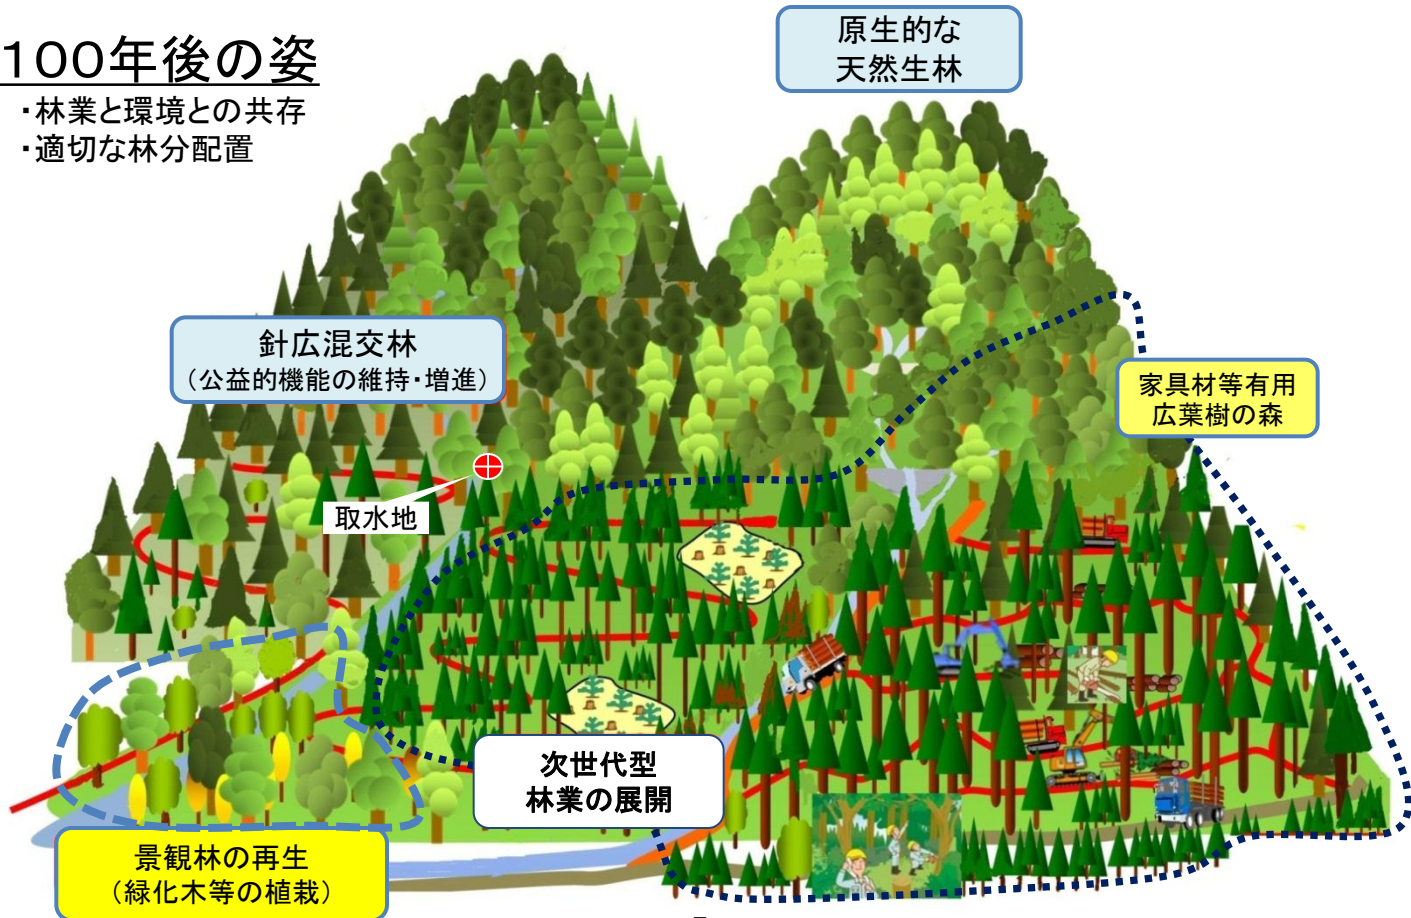 100年後の姿
・林業と環境との共存
・適切な林分配置
原生的な
天然生林
針広混交林
（公益的機能の維持・増進）
家具材等有用
広葉樹の森
取水地
次世代型
林業の展開
景観林の再生
（緑化木等の植栽）